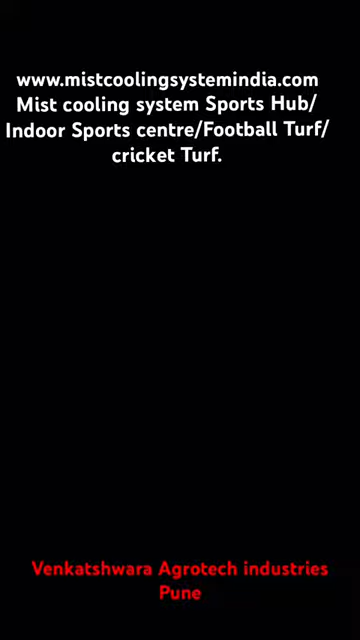 www.mistcoolingsystemindia.com
Mist cooling system Sports Hub/
Indoor Sports centre/Football Turf/
cricket Turf.
Venkatshwara Agrotech industries
Pune